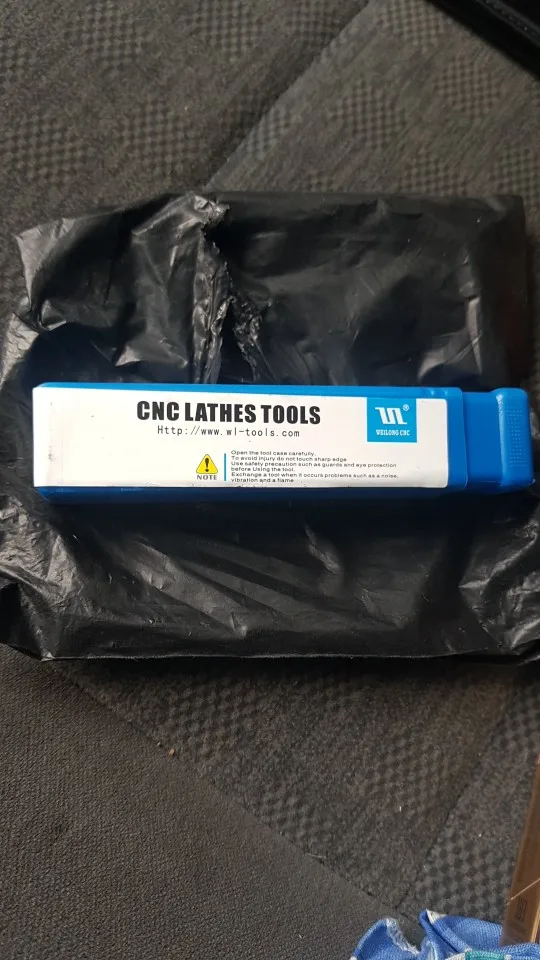 CNC LATHES TOOLS
Http://www.wl-tools.com
WEILONG CNC
®
NOTE
Open the tool case carefully.
To avoid injury do not touch sharp edge
Use safety precaution such as guards and eye protection
before Using the tool.
Exchange a tool when it occurs problems such as a noise,
vibration and a flame